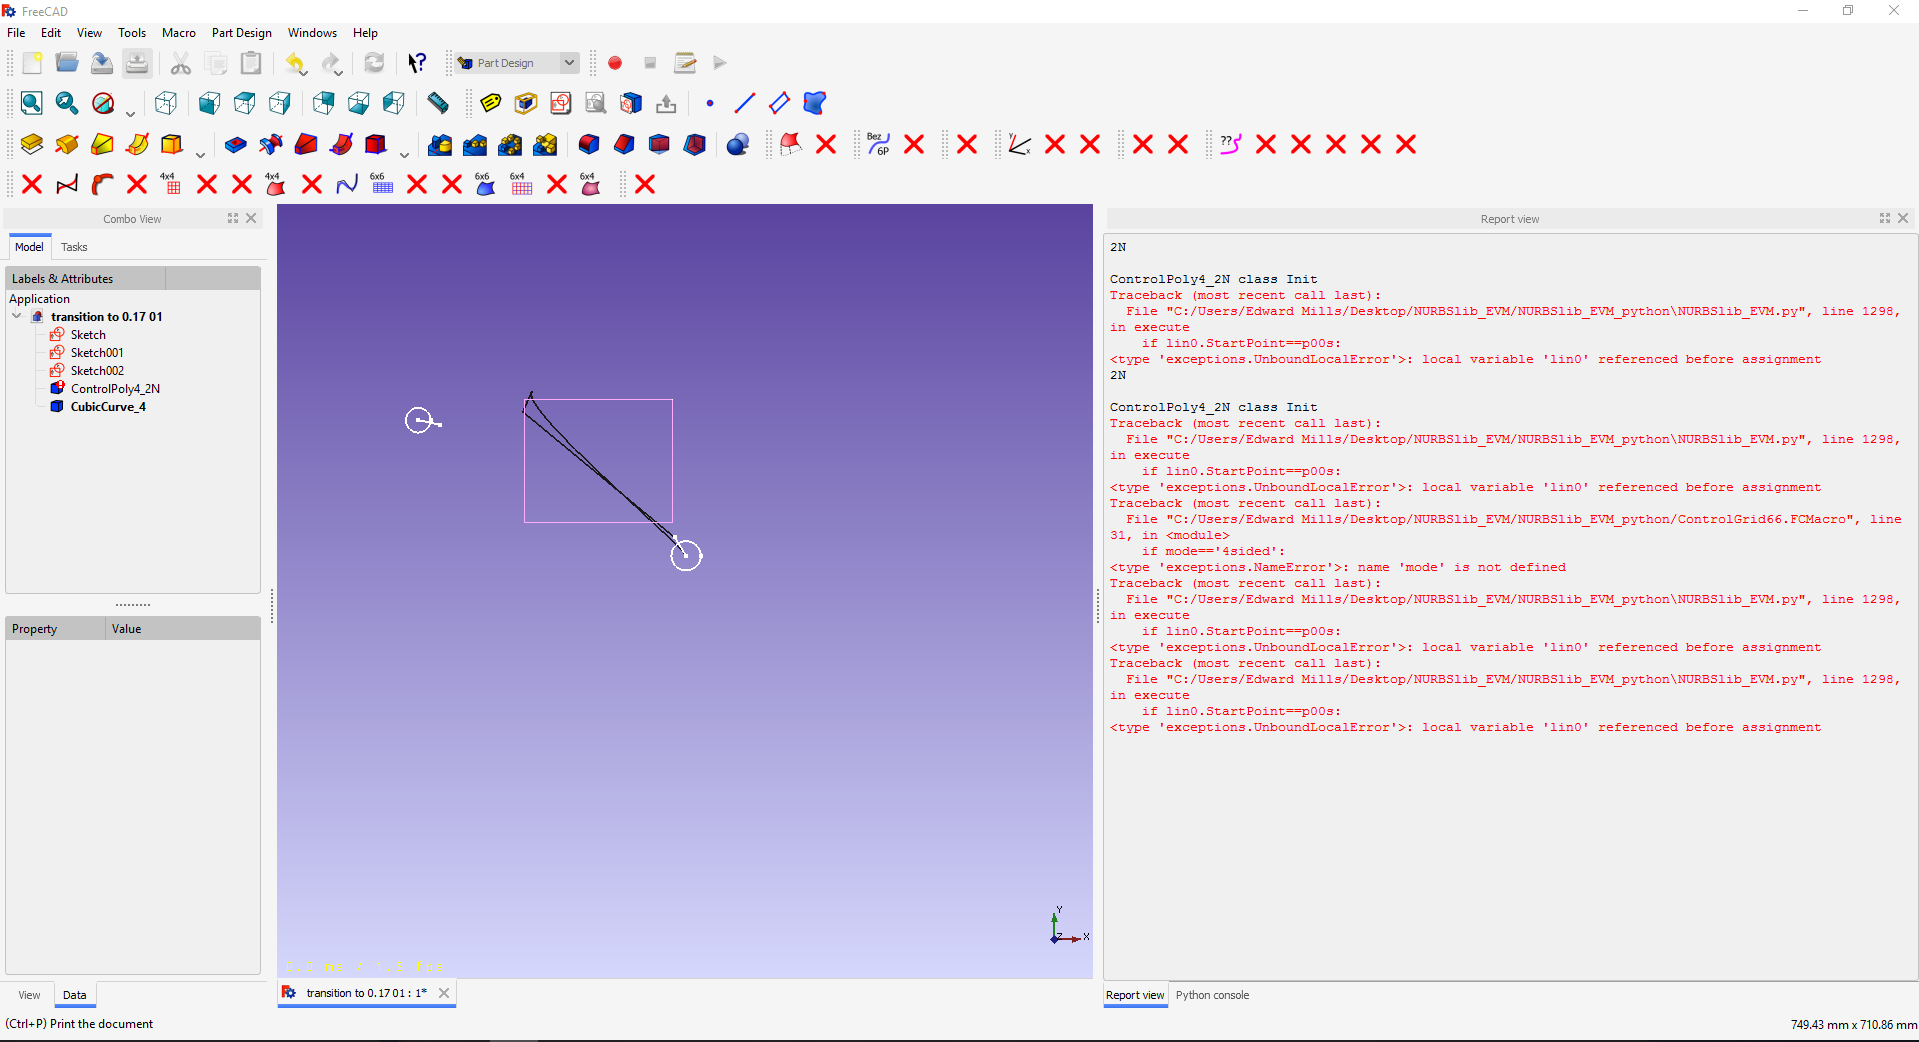 FreeCAD
File Edit View Tools Macro Part Design Windows Help
Part Design
Bez 6P
??
4x4 4x4 6x6 6x6 6x4 6x4
Combo View
Model Tasks
Labels & Attributes
Application
transition to 0.17 01
Sketch
Sketch001
Sketch002
ControlPoly4_2N
CubicCurve_4
Property Value
View Data
Y
Z X
transition to 0.17 01 : 1*
Report view
2N
ControlPoly4_2N class Init
Traceback (most recent call last):
File "C:/Users/Edward Mills/Desktop/NURBSlib_EVM/NURBSlib_EVM_python\NURBSlib_EVM.py", line 1298,
in execute
if lin0.StartPoint==p00s:
<type 'exceptions.UnboundLocalError'>: local variable 'lin0' referenced before assignment
2N
ControlPoly4_2N class Init
Traceback (most recent call last):
File "C:/Users/Edward Mills/Desktop/NURBSlib_EVM/NURBSlib_EVM_python\NURBSlib_EVM.py", line 1298,
in execute
if lin0.StartPoint==p00s:
<type 'exceptions.UnboundLocalError'>: local variable 'lin0' referenced before assignment
Traceback (most recent call last):
File "C:/Users/Edward Mills/Desktop/NURBSlib_EVM/NURBSlib_EVM_python/ControlGrid66.FCMacro", line
31, in <module>
if mode=='4sided':
<type 'exceptions.NameError'>: name 'mode' is not defined
Traceback (most recent call last):
File "C:/Users/Edward Mills/Desktop/NURBSlib_EVM/NURBSlib_EVM_python\NURBSlib_EVM.py", line 1298,
in execute
if lin0.StartPoint==p00s:
<type 'exceptions.UnboundLocalError'>: local variable 'lin0' referenced before assignment
Traceback (most recent call last):
File "C:/Users/Edward Mills/Desktop/NURBSlib_EVM/NURBSlib_EVM_python\NURBSlib_EVM.py", line 1298,
in execute
if lin0.StartPoint==p00s:
<type 'exceptions.UnboundLocalError'>: local variable 'lin0' referenced before assignment
Report view Python console
(Ctrl+P) Print the document
749.43 mm x 710.86 mm